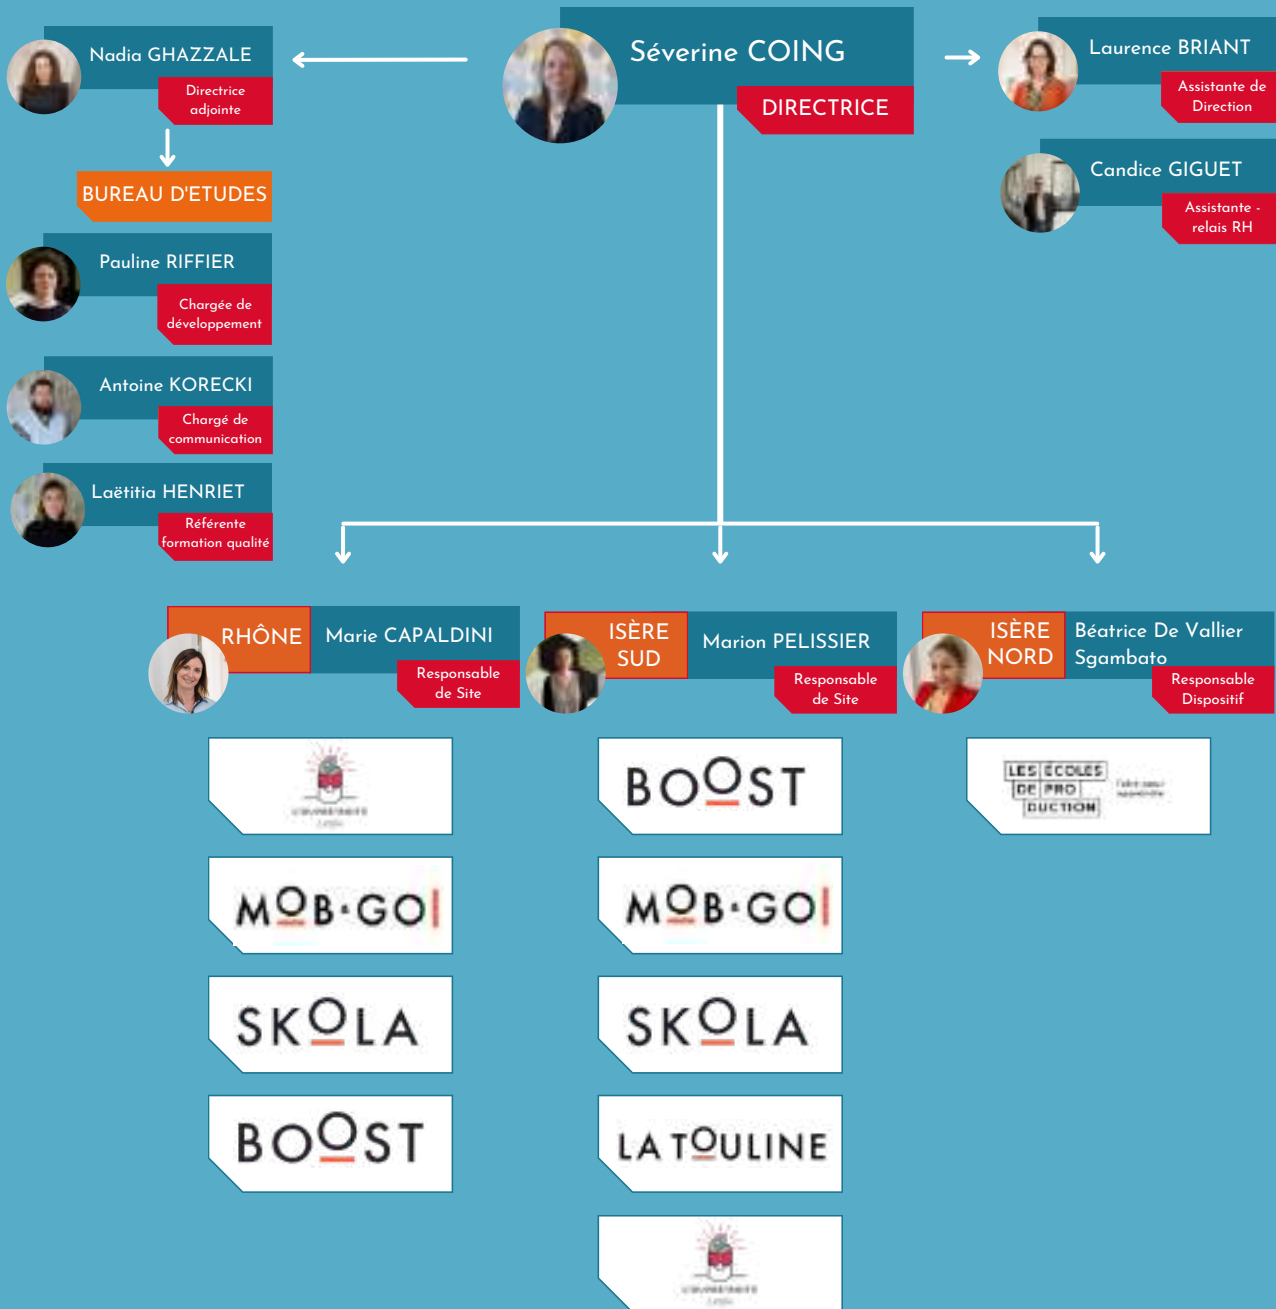 Nadia GHAZZALE
Directrice
adjointe
BUREAU D'ETUDES
Pauline RIFFIER
Chargée de
développement
Antoine KORECKI
Chargé de
communication
Laëtitia HENRIET
Référente
formation qualité
Séverine COING
DIRECTRICE
Laurence BRIANT
Assistante de
Direction
Candice GIGUET
Assistante -
relais RH
RHÔNE
Marie CAPALDINI
Responsable
de Site
MOB&GO
SKOLA
BOOST
ISÈRE
SUD
Marion PELISSIER
Responsable
de Site
BOOST
MOB&GO
SKOLA
LA TOULINE
ISÈRE
NORD
Béatrice De Vallier
Sgambato
Responsable
Dispositif
LES ÉCOLES
DE PRO
DUCTION